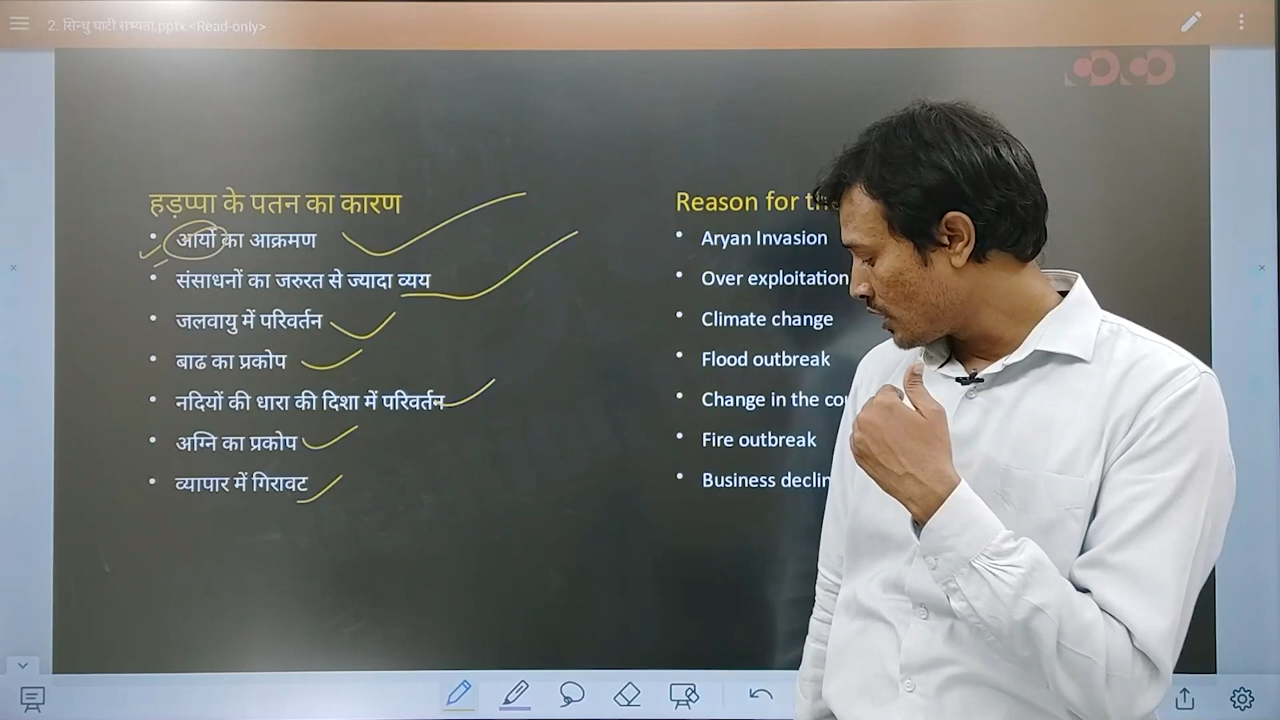 2. सिन्धु घाटी सभ्यता.pptx <Read-only>
हड़प्पा के पतन का कारण
• आर्यो का आक्रमण
• संसाधनों का जरुरत से ज्यादा व्यय
• जलवायु में परिवर्तन
• बाढ का प्रकोप
• नदियों की धारा की दिशा में परिवर्तन
• अग्नि का प्रकोप
• व्यापार में गिरावट
Reason for
• Aryan Invasion
• Over exploitation
• Climate change
• Flood outbreak
• Change in the
• Fire outbreak
• Business